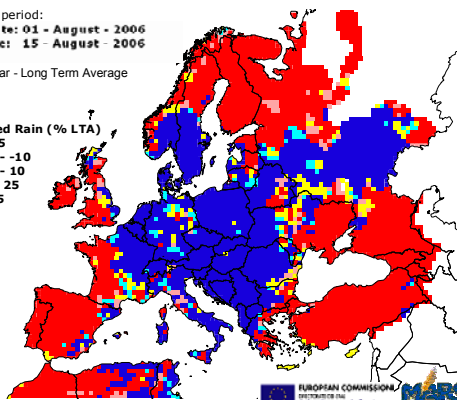 period:
te: 01 - August - 2006
c: 15 - August - 2006
ar - Long Term Average
ed Rain (% LTA)
5
- -10
- 10
25
5
EUROPEAN COMMISSION
MARS